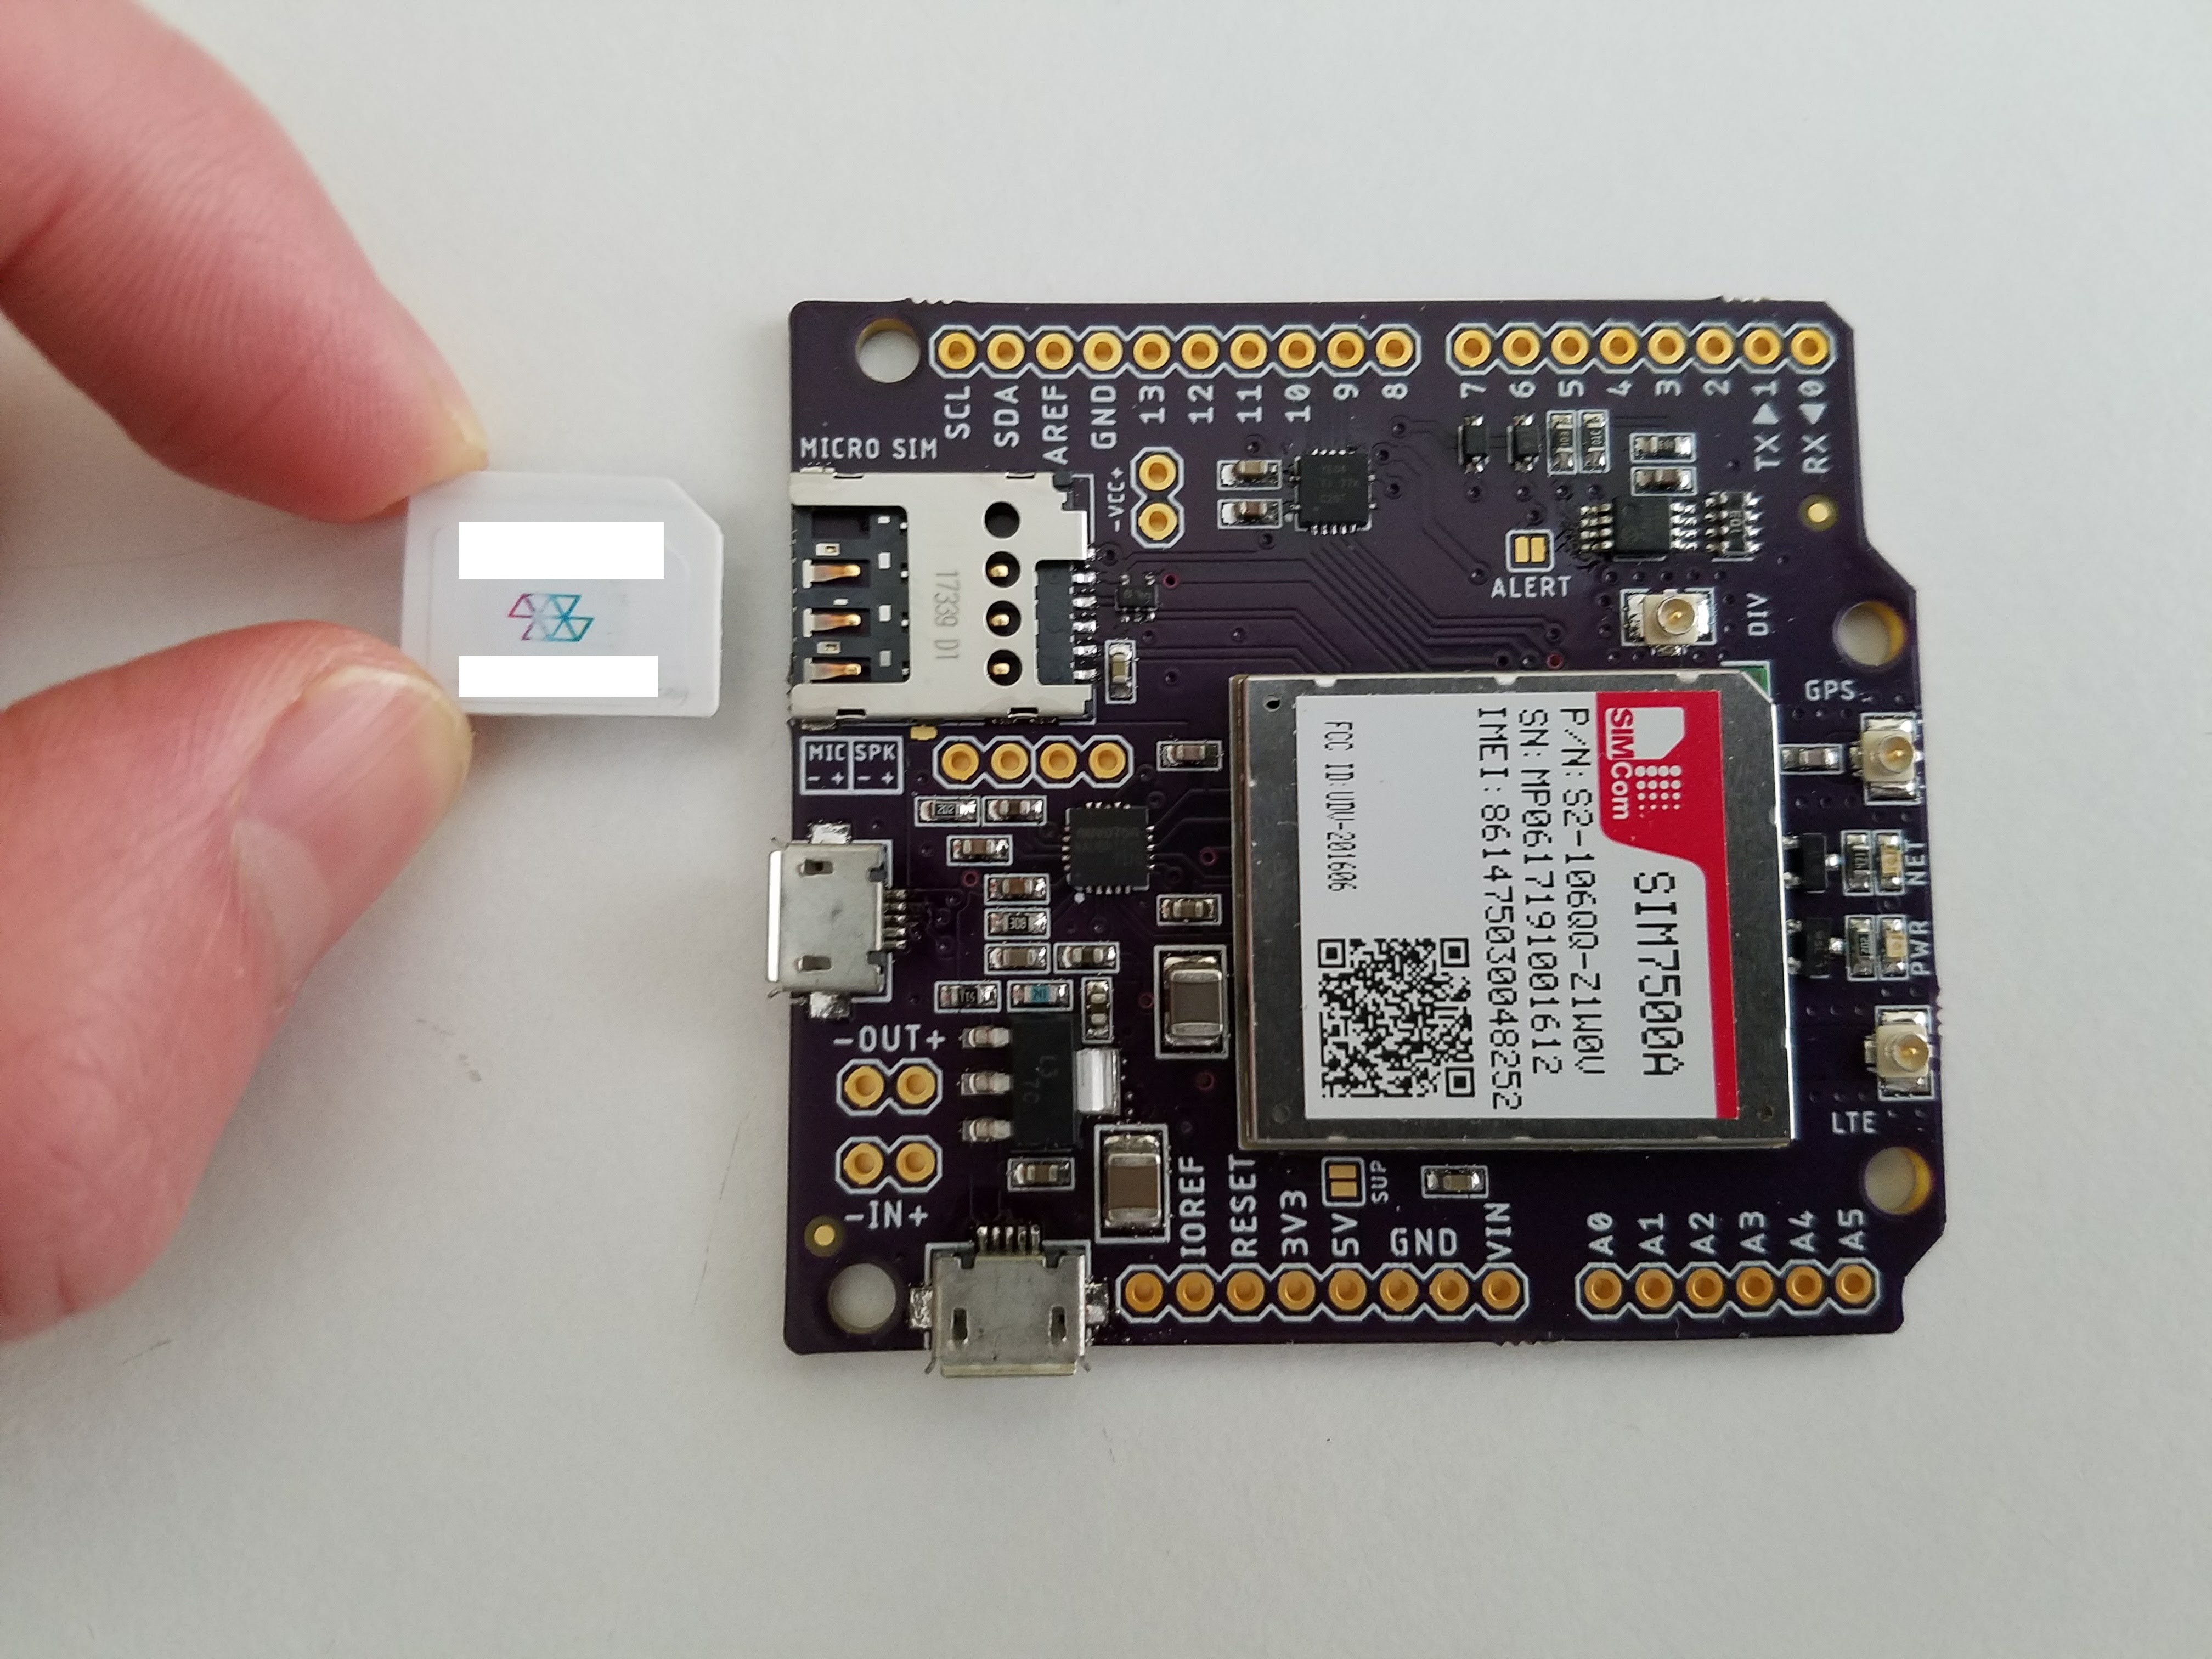 SCL
SDA
AREF
GND
13
12
11
10
9
8
7
6
5
4
3
2
TX ▶ 1
RX ◀ 0
MICRO SIM
-VCC+
17339 D1
ALERT
DIV
GPS
MIC SPK
- + - +
SIMCom
SIM7500A
P/N:S2-106QQ-Z1W0V
SN:MP0617191001612
IMEI:861475030048252
FCC ID:UDV-201606
NET
PWR
LTE
-OUT+
-IN+
IOREF
RESET
3V3
5V
SUP
GND
VIN
A0
A1
A2
A3
A4
A5